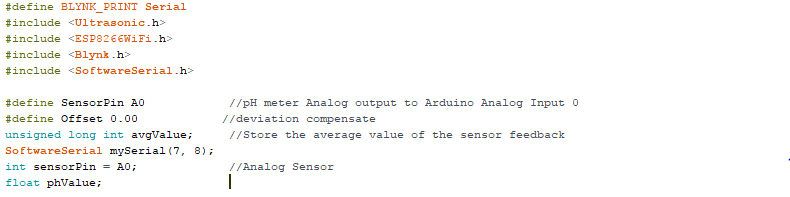 #define BLYNK_PRINT Serial
#include <Ultrasonic.h>
#include <ESP8266WiFi.h>
#include <Blynk.h>
#include <SoftwareSerial.h>
#define SensorPin A0 //pH meter Analog output to Arduino Analog Input 0
#define Offset 0.00 //deviation compensate
unsigned long int avgValue; //Store the average value of the sensor feedback
SoftwareSerial mySerial(7, 8);
int sensorPin = A0; //Analog Sensor
float phValue;